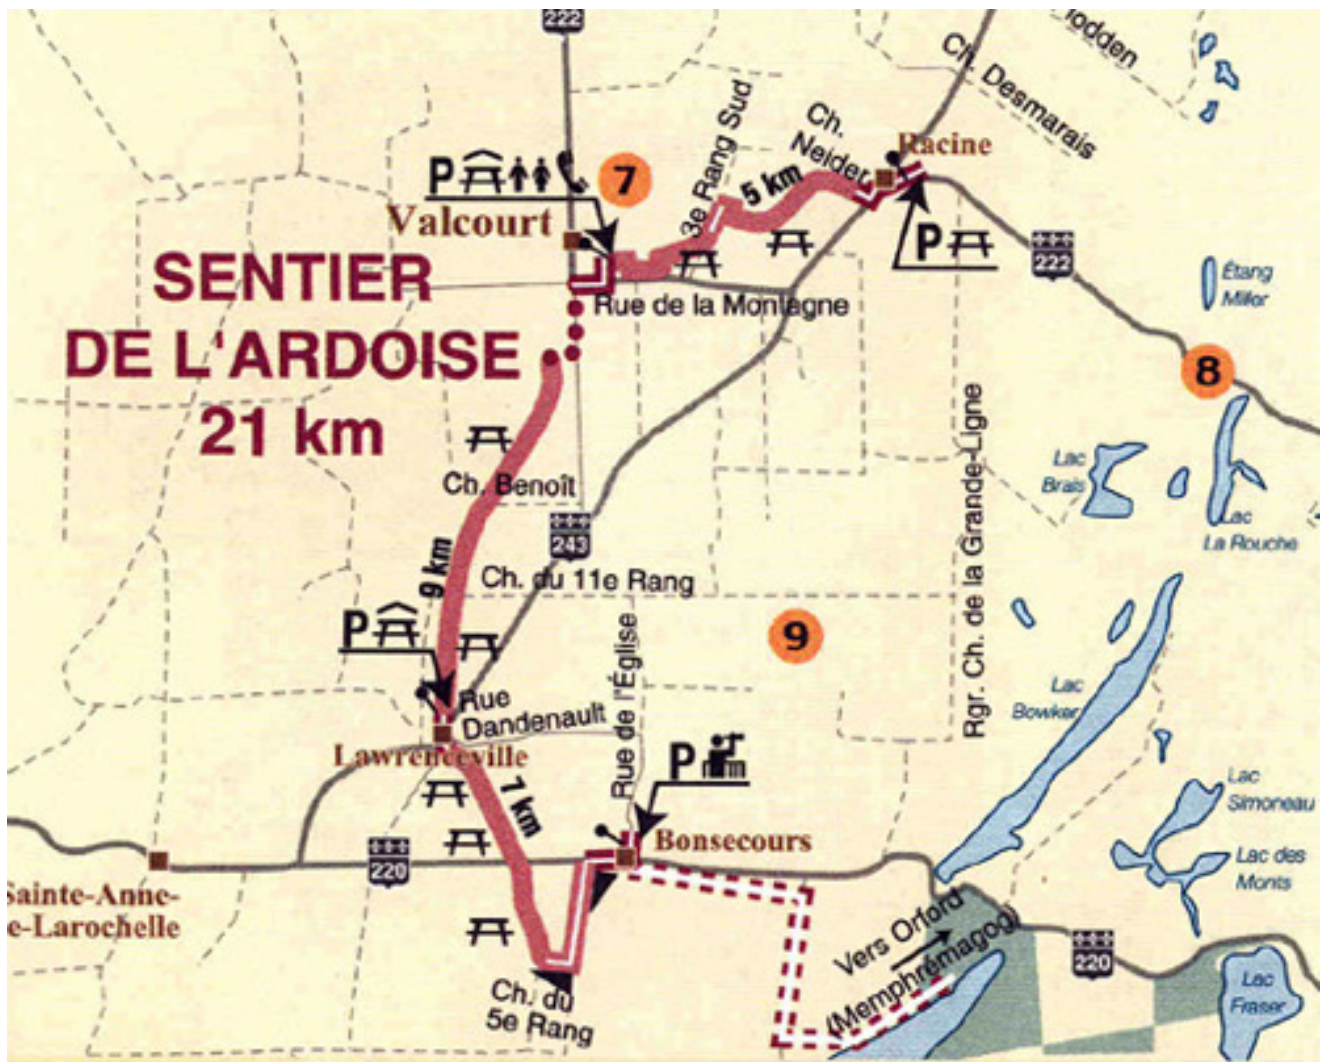 222
Hodden
Ch. Desmarais
Ch.
Neider
Racine
3e Rang Sud
5 km
P
7
Valcourt
P
222
SENTIER
DE L'ARDOISE
21 km
Rue de la Montagne
Étang
Miller
8
Lac
Brais
Lac
La Rouche
Ch. Benoît
243
9 km
Ch. du 11e Rang
Rgr. Ch. de la Grande-Ligne
P
9
Rue de l'Église
Rue
Dandenault
Lawrenceville
Lac
Bowker
7 km
P
Lac
Simoneau
Bonsecours
220
Lac des
Monts
Sainte-Anne-
e-Larochelle
Vers Orford
(Memphrémagog)
220
Lac
Fraser
Ch. du
5e Rang